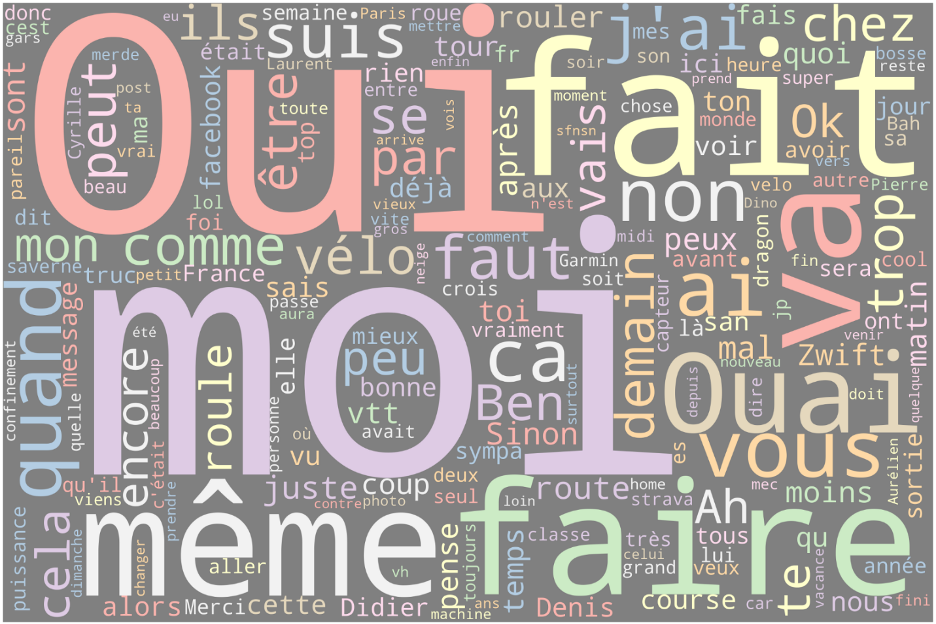 donc
cest
gars
eu
ils
semaine
Paris
mettre
roue
rouler
j'ai
mes
fais
chez
suis
était
Laurent
tour
enfin
fr
soir
son
ici
heure
quoi
bosse
reste
Oui
fait
merde
peut
Cyrille
post
ta
ma
vrai
beau
facebook
lol
foi
être
top
toute
rien
entre
se
arrive
vois
par
déjà
vieux
vite
gros
après
aux
n'est
moment
sfnsn
vais
chose
prend
super
ton
monde
voir
Ok
avoir
vers
jour
Bah
sa
pareil
sont
dit
non
velo
Dino
autre
Pierre
mon
comme
vélo
neige
faut
comment
midi
Garmin
soit
peux
avant
dragon
fin
sera
va
trop
cool
saverne
truc
petit
France
sais
passe
aura
crois
toi
vraiment
demain
capteur
là
ai
san
jp
mal
nouveau
Zwift
ont
venir
matin
quand
message
confinement
quelle
moi
été
encore
beaucoup
roule
elle
mieux
peu
bonne
vtt
avait
ca
Ben
Sinon
surtout
Ouai
depuis
dire
doit
quelque
qu'il
viens
c'était
prendre
personne
où
vu
sympa
es
vous
mec
Aurélien
sortie
juste
coup
contre
photo
deux
seul
loin
route
home
strava
Ah
moins
puissance
cela
dimanche
même
changer
aller
vh
pense
toujours
temps
classe
faire
très
celui
grand
tous
lui
veux
qu
te
vacance
année
alors
Merci
cette
Didier
machine
ans
Denis
course
car
nous
fini